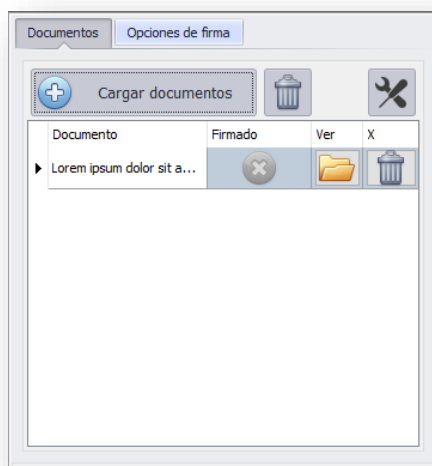 Documentos Opciones de firma
Cargar documentos
Documento Firmado Ver X
Lorem ipsum dolor sit a...